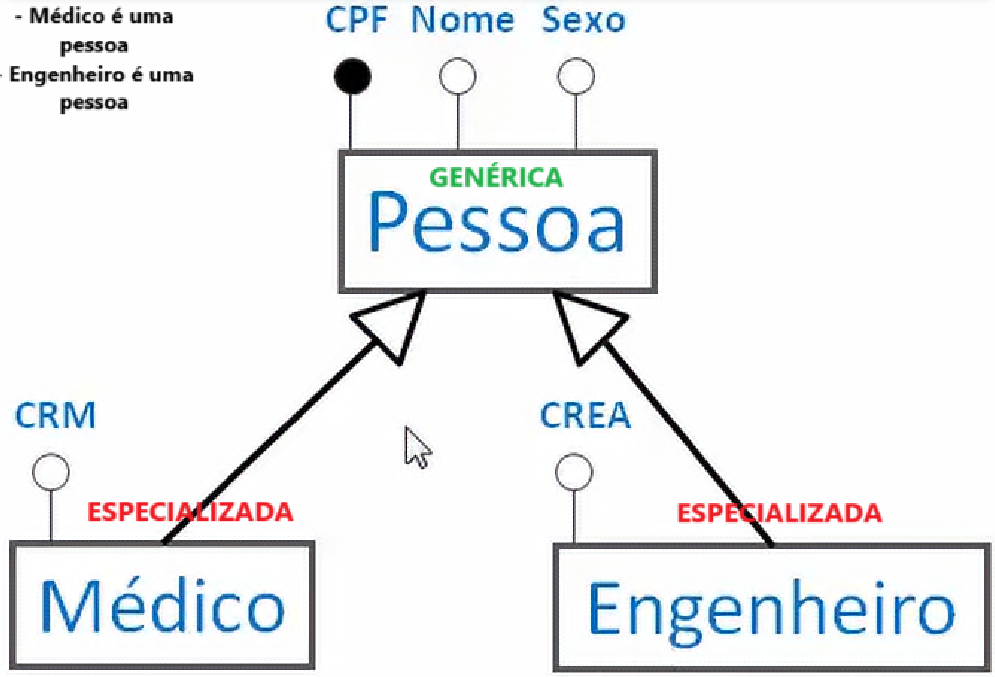 - Médico é uma
pessoa
- Engenheiro é uma
pessoa
CPF Nome Sexo
GENÉRICA
Pessoa
CRM
CREA
ESPECIALIZADA
ESPECIALIZADA
Médico
Engenheiro